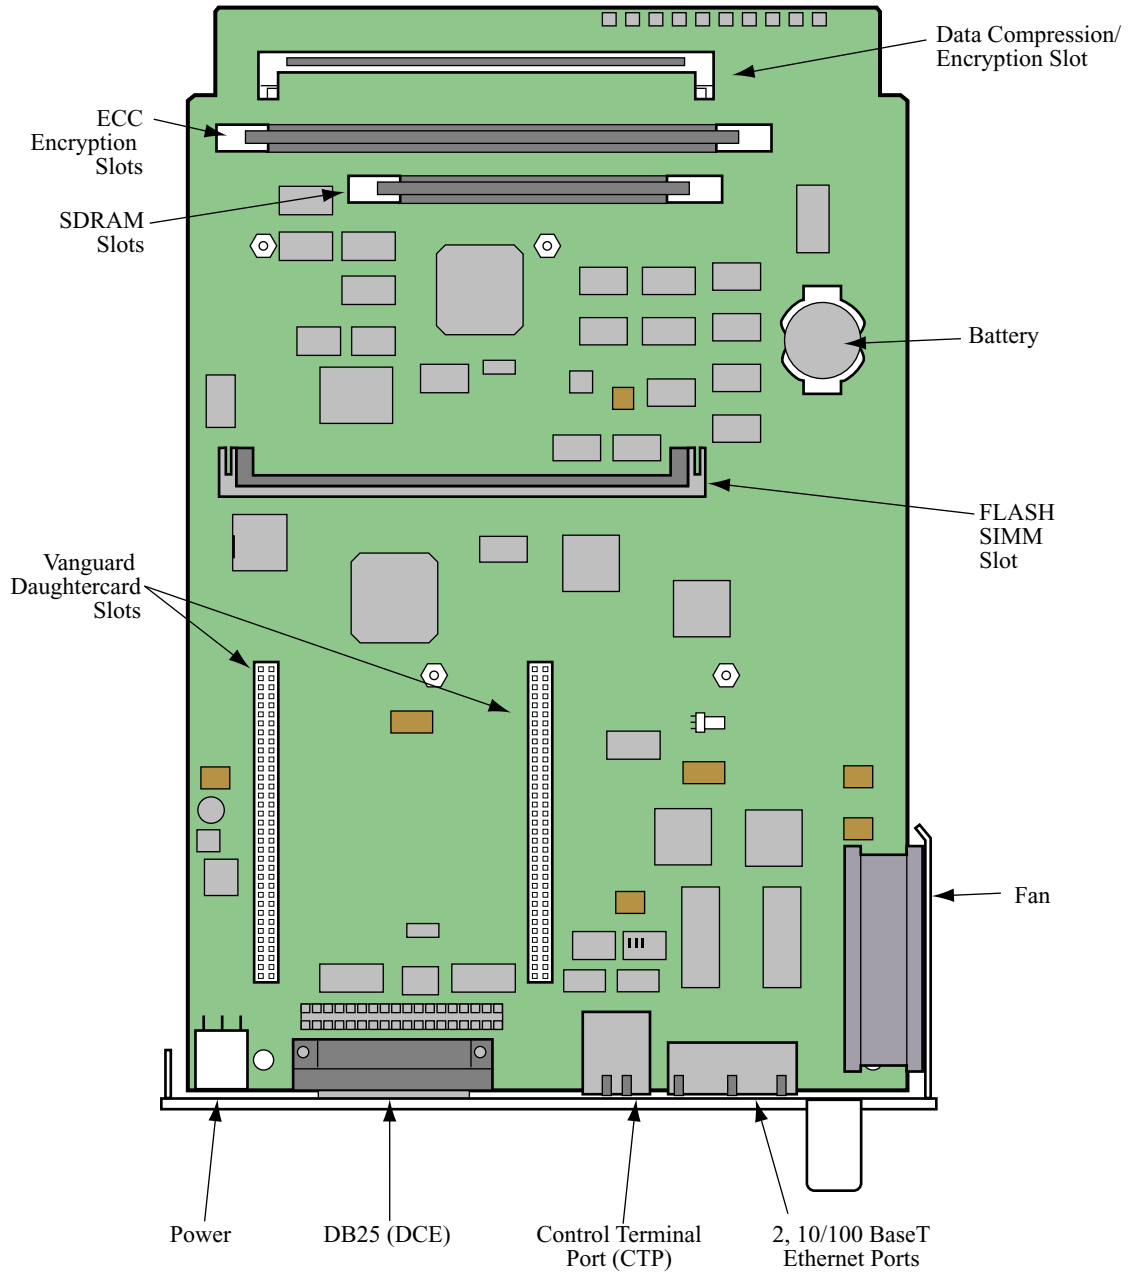 Data Compression/
Encryption Slot
ECC
Encryption
Slots
SDRAM
Slots
Battery
FLASH
SIMM
Slot
Vanguard
Daughtercard
Slots
Fan
Power
DB25 (DCE)
Control Terminal
Port (CTP)
2, 10/100 BaseT
Ethernet Ports